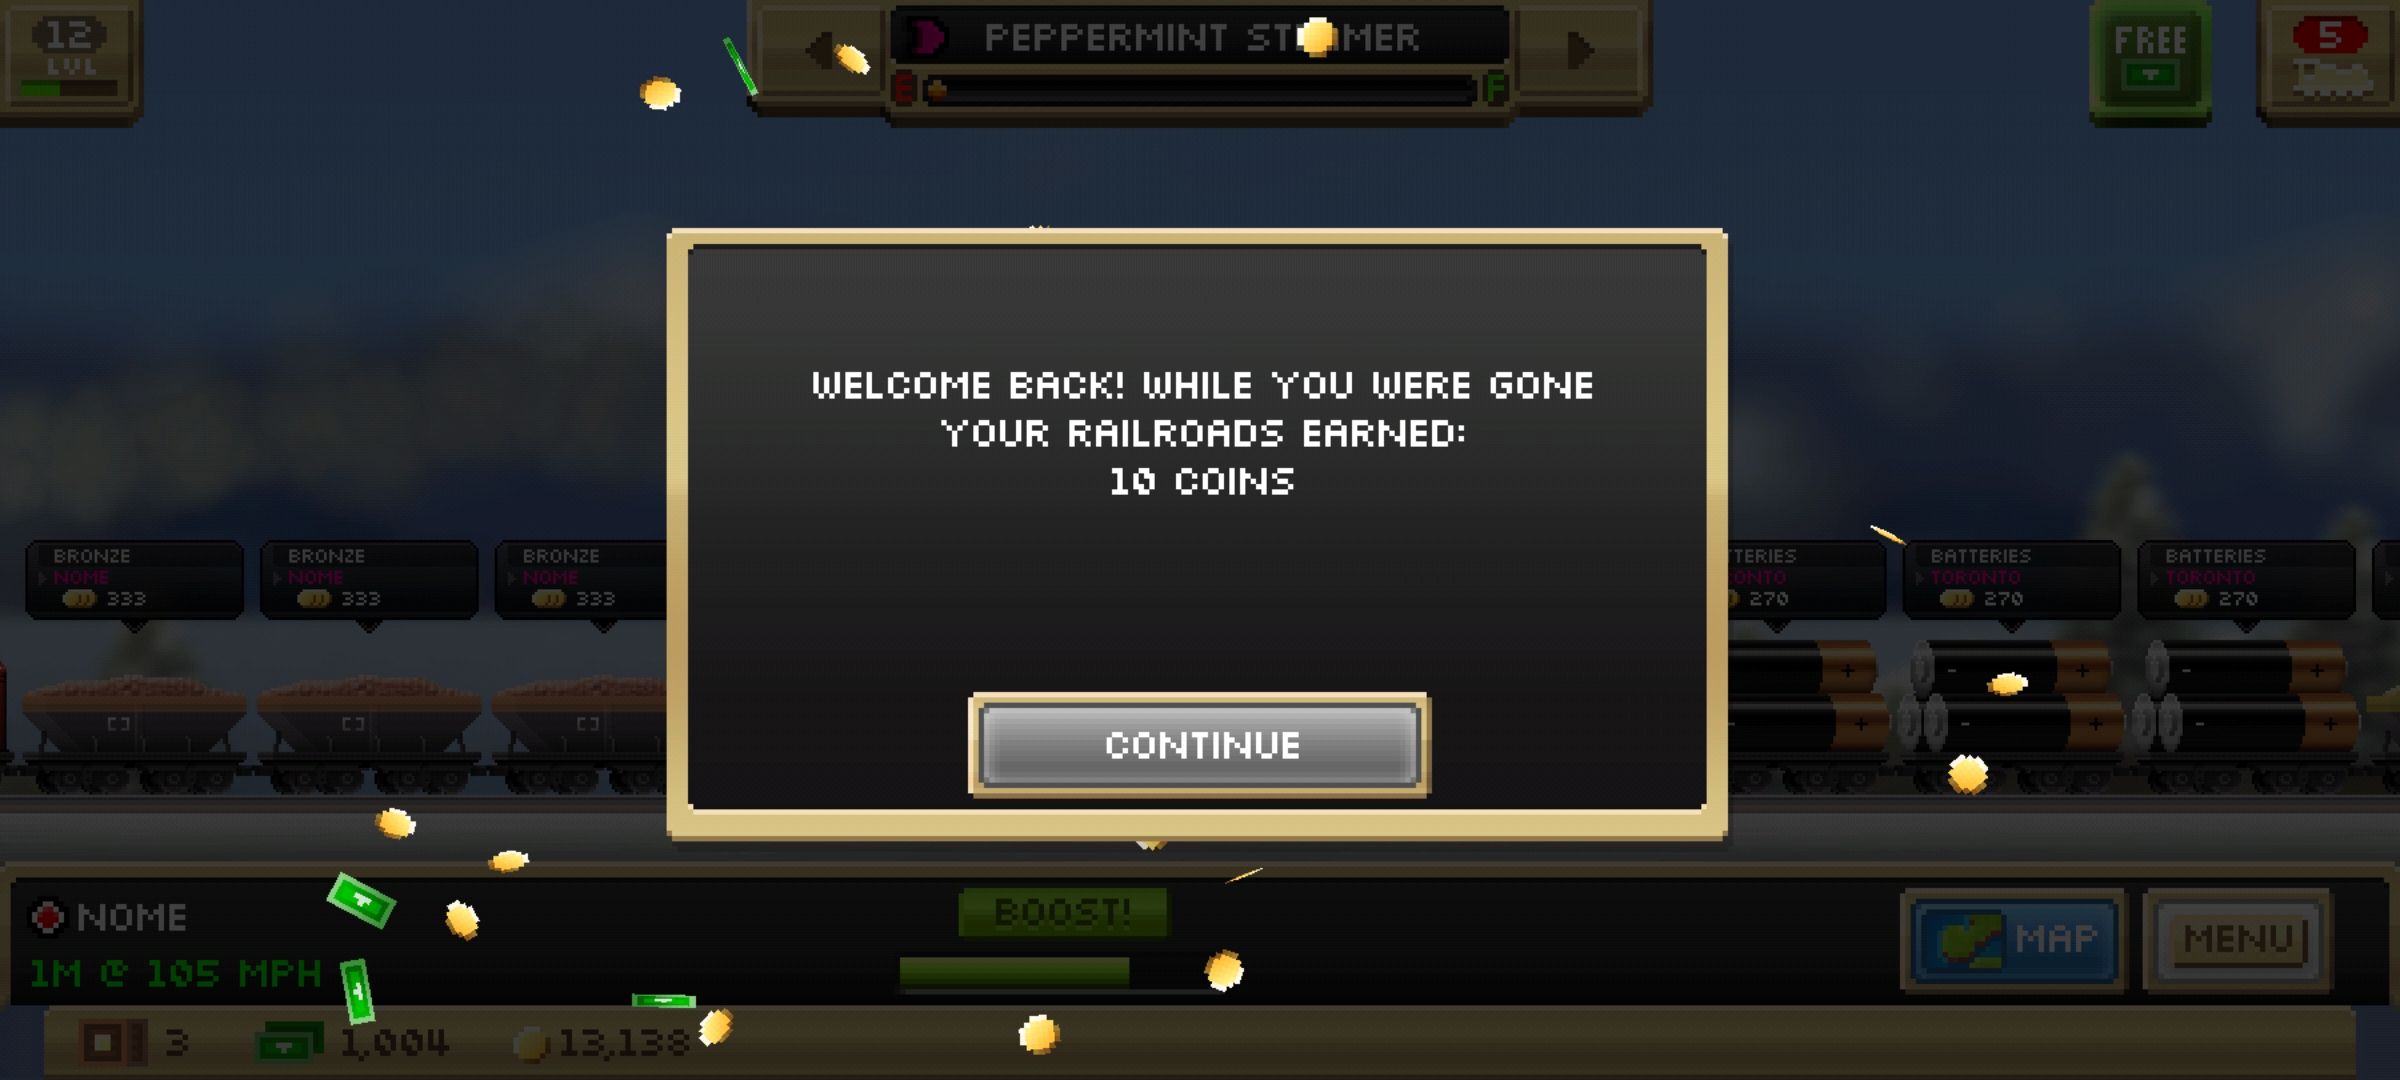 12
LVL
PEPPERMINT
E
F
FREE
5
WELCOME BACK! WHILE YOU WERE GONE
YOUR RAILROADS EARNED:
10 COINS
CONTINUE
BRONZE
NOME
333
BRONZE
NOME
333
BRONZE
NOME
333
270
BATTERIES
TORONTO
270
BATTERIES
TORONTO
270
NOME
1M @ 105 MPH
BOOST!
MAP
MENU
3
1,004
13,138